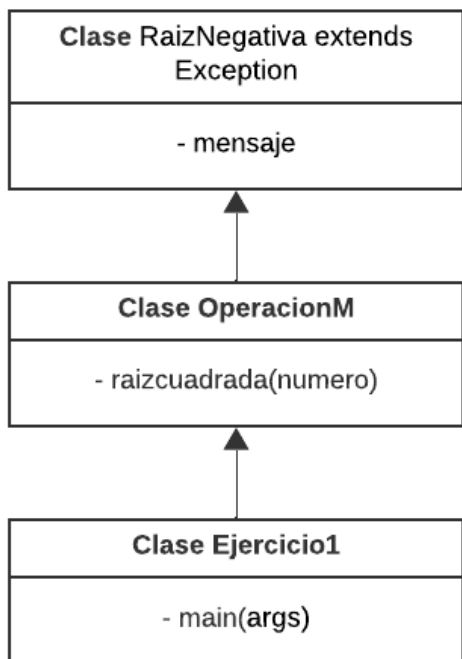 Clase RaizNegativa extends
Exception
- mensaje
Clase OperacionM
- raizcuadrada(numero)
Clase Ejercicio1
- main(args)